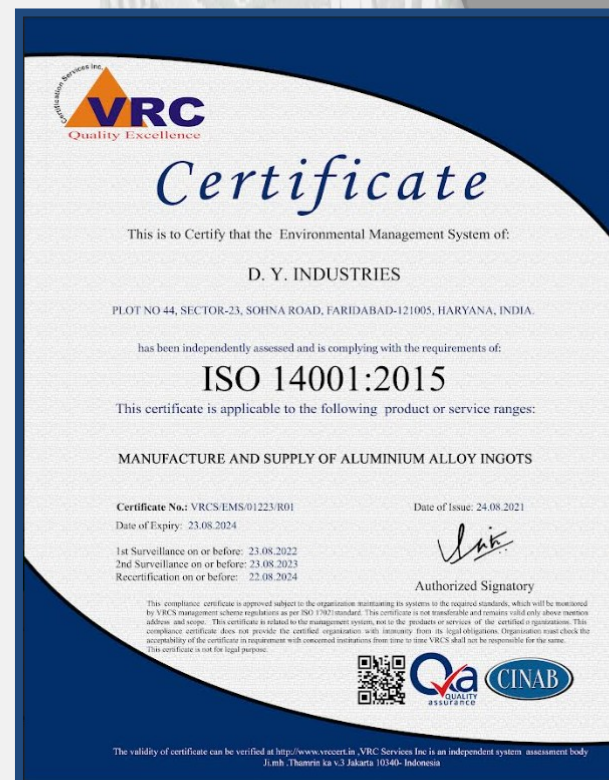 Certification Services Inc.
VRC
Quality Excellence
Certificate
This is to Certify that the Environmental Management System of:
D. Y. INDUSTRIES
PLOT NO 44, SECTOR-23, SOHNA ROAD, FARIDABAD-121005, HARYANA, INDIA.
has been independently assessed and is complying with the requirements of:
ISO 14001:2015
This certificate is applicable to the following product or service ranges:
MANUFACTURE AND SUPPLY OF ALUMINIUM ALLOY INGOTS
Certificate No.: VRCS/EMS/01223/R01
Date of Issue: 24.08.2021
Date of Expiry: 23.08.2024
1st Surveillance on or before: 23.08.2022
2nd Surveillance on or before: 23.08.2023
Recertification on or before: 22.08.2024
Authorized Signatory
This compliance certificate is approved subject to the organization maintaining its systems to the required standards, which will be monitored
by VRCS management scheme regulations as per ISO 17021standard. This certificate is not transferable and remains valid only above mention
address and scope. This certificate is related to the management system, not to the products or services of the certified organizations. This
compliance certificate does not provide the certified organization with immunity from its legal obligations. Organization must check the
acceptability of the certificate in requirement with concerned institutions from time to time VRCS shall not be responsible for the same.
This certificate is not for legal purpose.
Qa
QUALITY
assurance
CINAB
The validity of certificate can be verified at http://www.vrccert.in ,VRC Services Inc is an independent system assessment body
Ji.mh .Thamrin ka v.3 Jakarta 10340- Indonesia